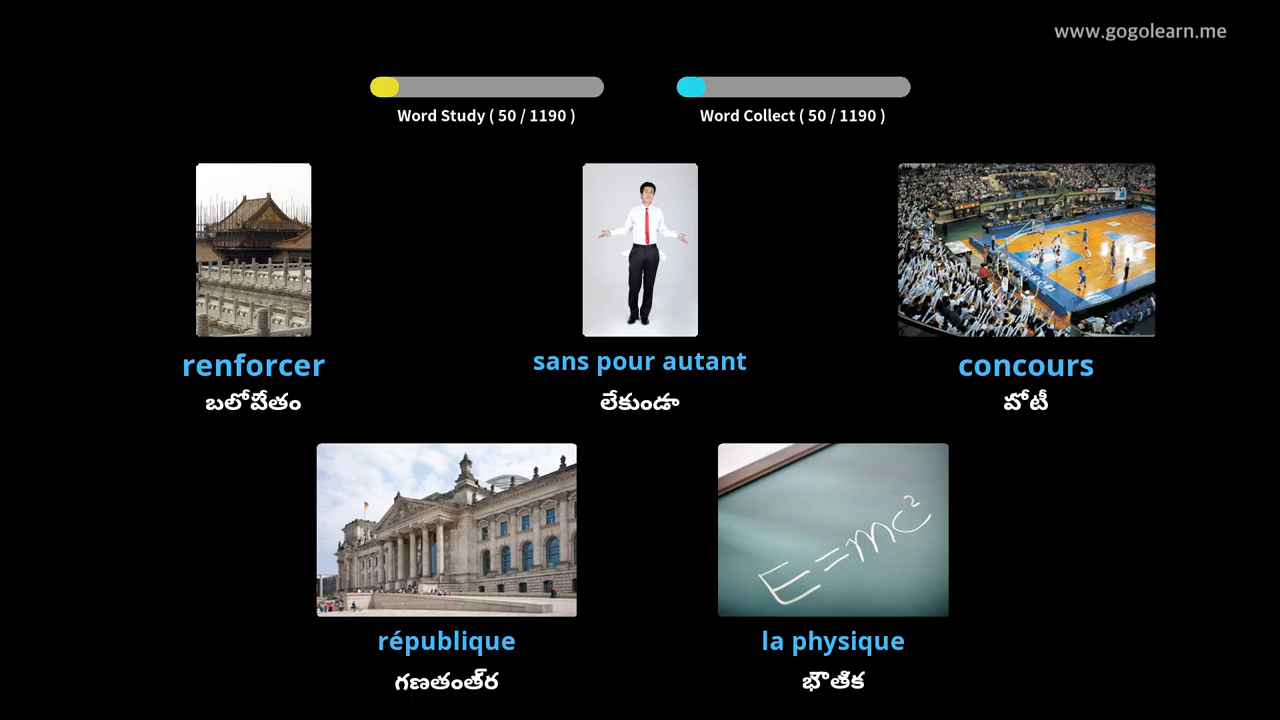 www.gogolearn.me
Word Study ( 50 / 1190 )
Word Collect ( 50 / 1190 )
renforcer
బలోపేతం
sans pour autant
లేకుండా
concours
పోటీ
E=mc²
république
గణతంత్ర
la physique
భౌతిక